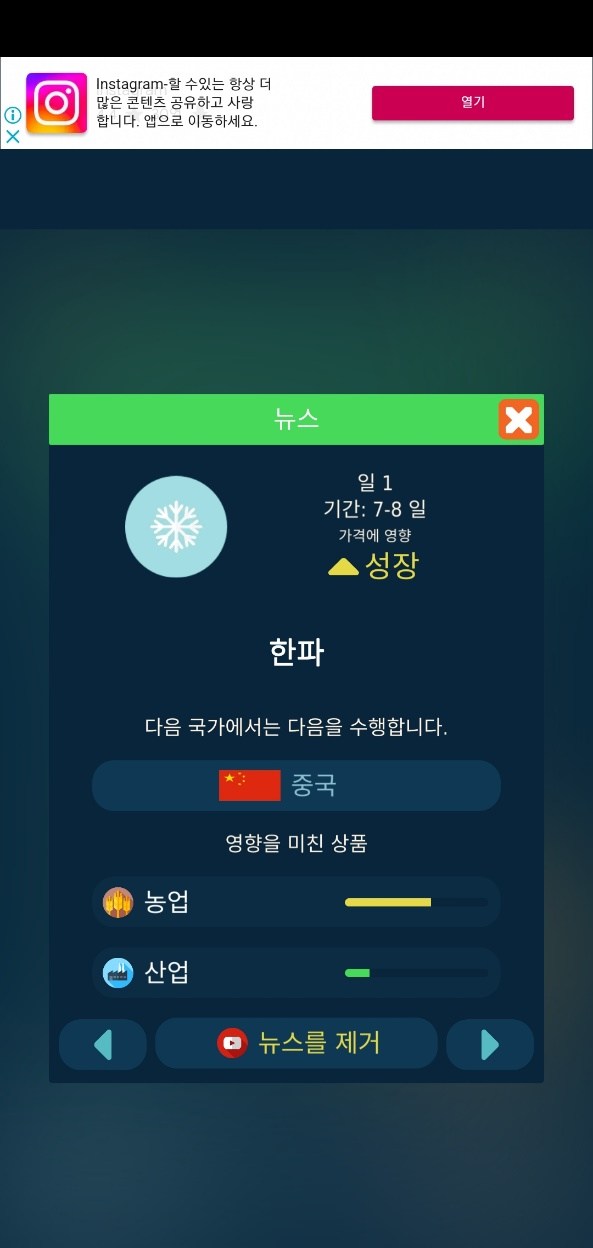 Instagram-할 수있는 항상 더
많은 콘텐츠 공유하고 사랑
합니다. 앱으로 이동하세요.
열기
뉴스
일 1
기간: 7-8 일
가격에 영향
성장
한파
다음 국가에서는 다음을 수행합니다.
중국
영향을 미친 상품
농업
산업
뉴스를 제거